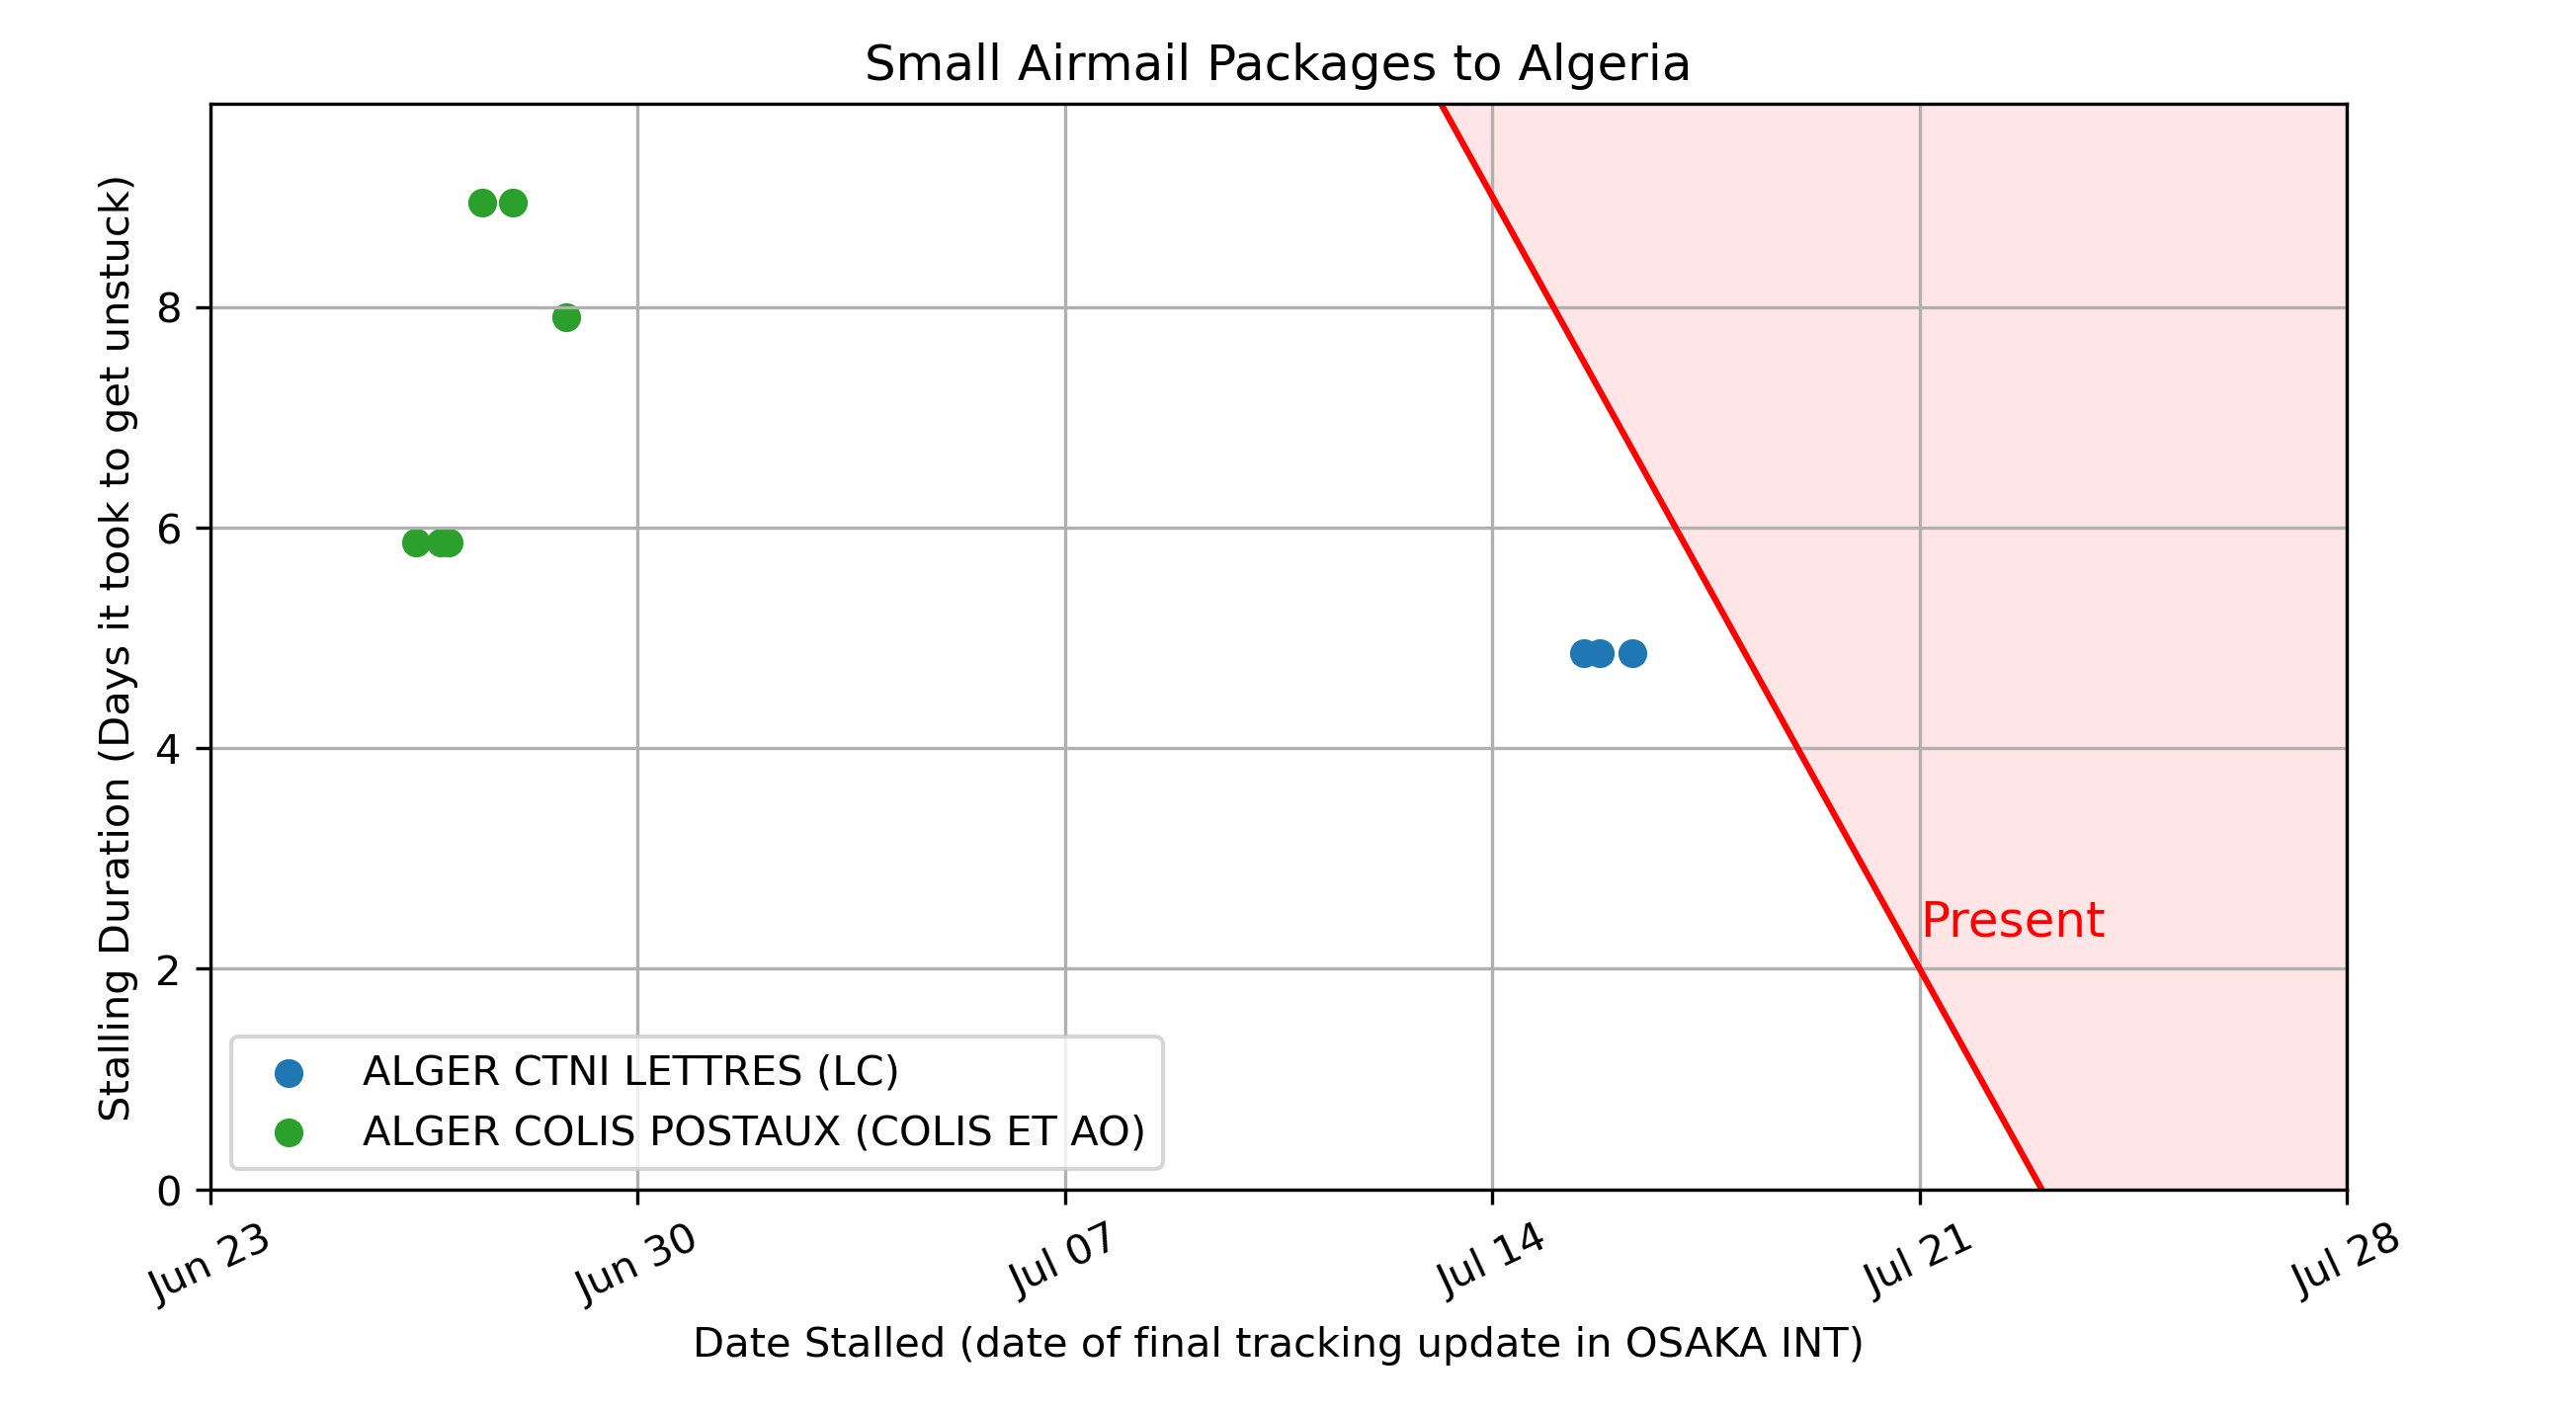 Small Airmail Packages to Algeria
Stalling Duration (Days it took to get unstuck)
8
6
4
2
0
Present
ALGER CTNI LETTRES (LC)
ALGER COLIS POSTAUX (COLIS ET AO)
Jun 23
Jun 30
Jul 07
Jul 14
Jul 21
Jul 28
Date Stalled (date of final tracking update in OSAKA INT)